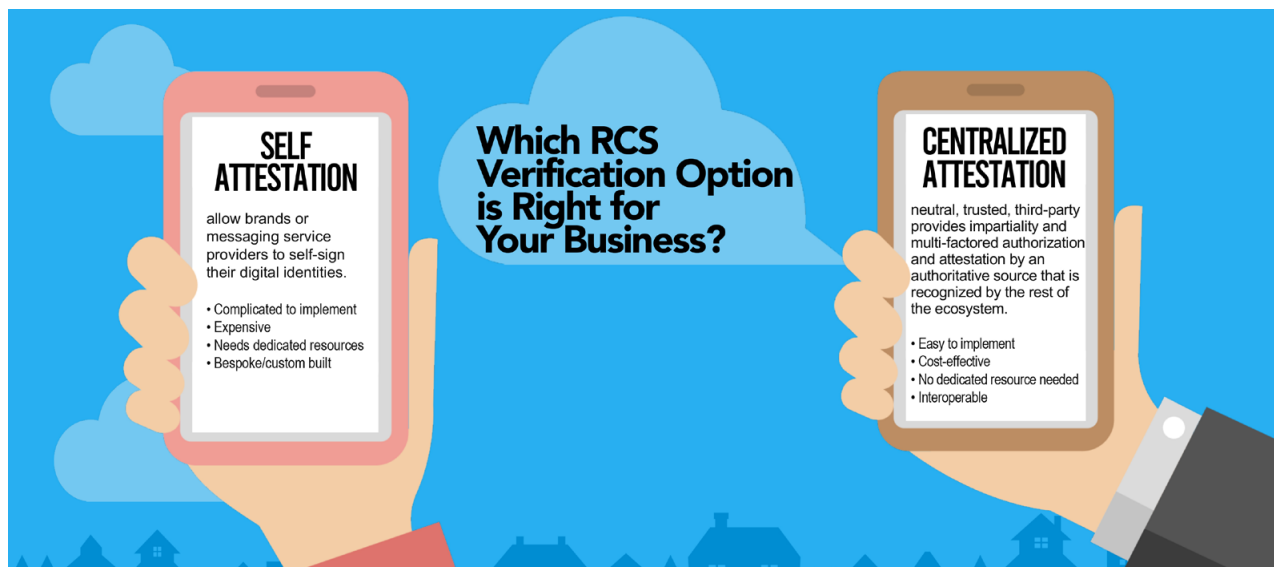 SELF
ATTESTATION
allow brands or
messaging service
providers to self-sign
their digital identities.
• Complicated to implement
• Expensive
• Needs dedicated resources
• Bespoke/custom built
Which RCS
Verification Option
is Right for
Your Business?
CENTRALIZED
ATTESTATION
neutral, trusted, third-party
provides impartiality and
multi-factored authorization
and attestation by an
authoritative source that is
recognized by the rest of
the ecosystem.
• Easy to implement
• Cost-effective
• No dedicated resource needed
• Interoperable